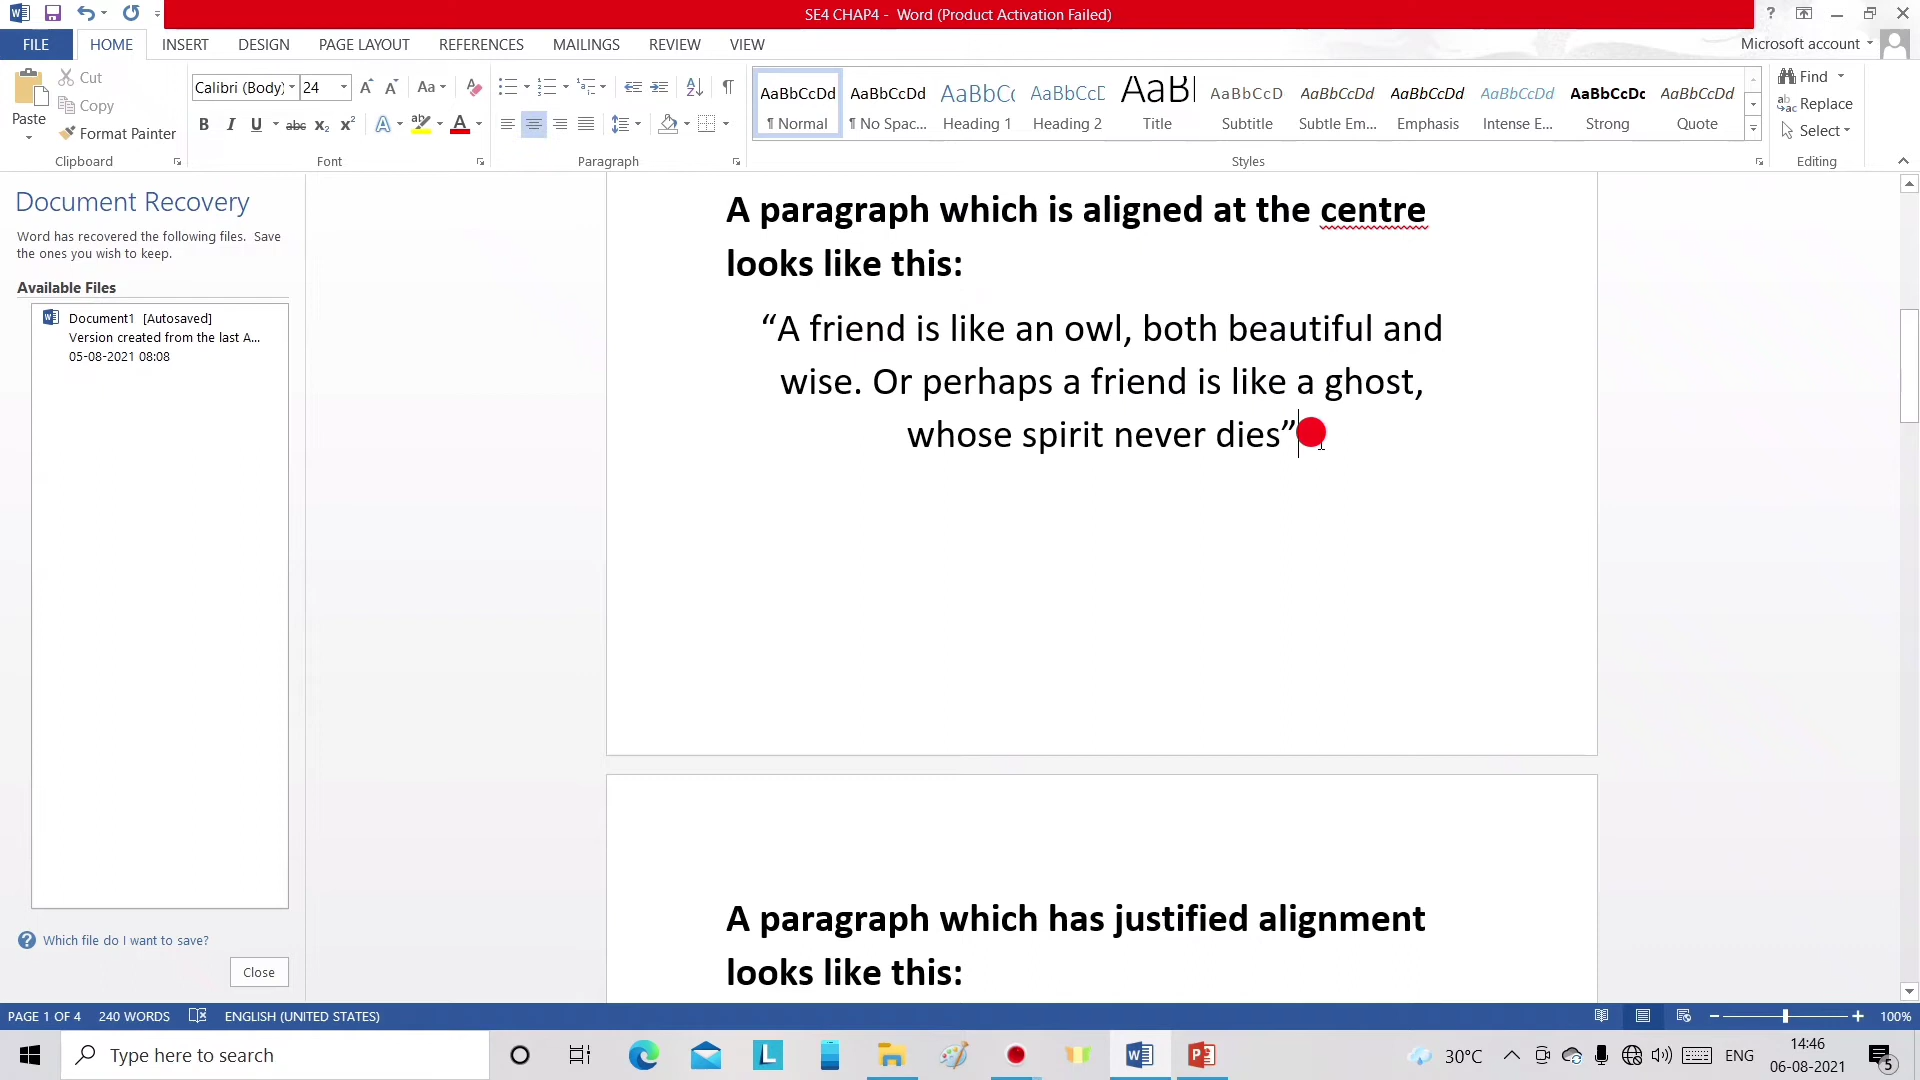 SE4 CHAP4 - Word (Product Activation Failed)
?
FILE HOME INSERT DESIGN PAGE LAYOUT REFERENCES MAILINGS REVIEW VIEW Microsoft account
Paste
Cut
Copy
Format Painter
Clipboard
Calibri (Body) 24 Aa
B I U abc x₂ x² A A
Font
Paragraph
AaBbCcDd AaBbCcDd AaBbCc AaBbCcD AaBl AaBbCcD AaBbCcDd AaBbCcDd AaBbCcDd AaBbCcDc AaBbCcDd
¶ Normal ¶ No Spac... Heading 1 Heading 2 Title Subtitle Subtle Em... Emphasis Intense E... Strong Quote
Styles
Find
Replace
Select
Editing
Document Recovery
Word has recovered the following files. Save
the ones you wish to keep.
Available Files
Document1 [Autosaved]
Version created from the last A...
05-08-2021 08:08
Which file do I want to save?
Close
A paragraph which is aligned at the centre
looks like this:
“A friend is like an owl, both beautiful and
wise. Or perhaps a friend is like a ghost,
whose spirit never dies”
A paragraph which has justified alignment
looks like this:
PAGE 1 OF 4 240 WORDS ENGLISH (UNITED STATES) 100%
Type here to search
L
30°C
ENG
14:46
06-08-2021
5